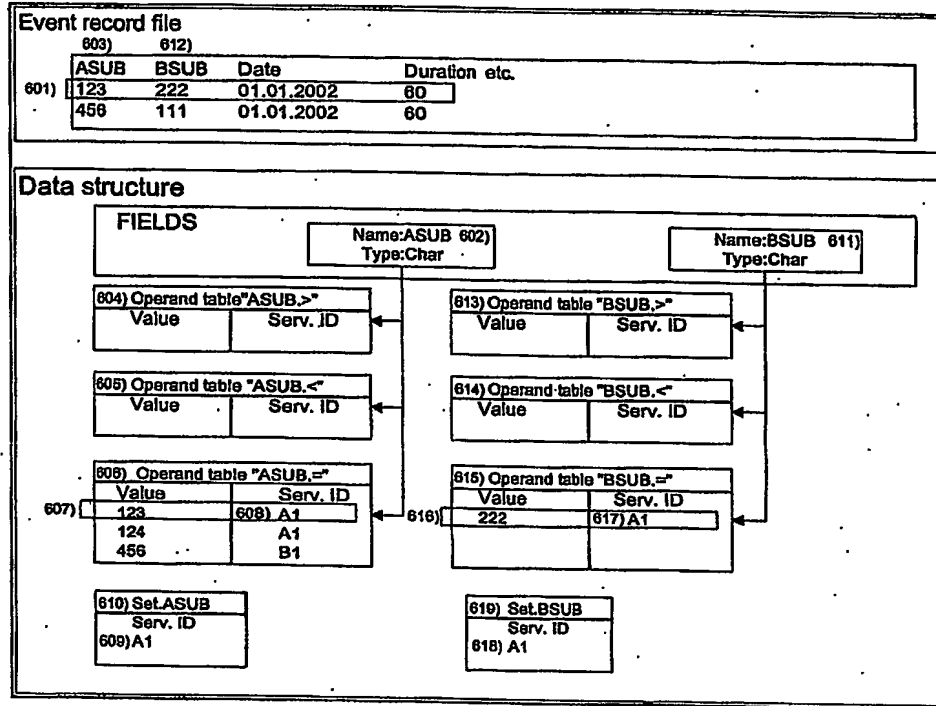 Event record file
603) 612)
ASUB BSUB Date Duration etc.
601) 123 222 01.01.2002 60
456 111 01.01.2002 60
Data structure
FIELDS
Name:ASUB 602)
Type:Char
Name:BSUB 611)
Type:Char
604) Operand table"ASUB.>"
Value Serv. ID
613) Operand table "BSUB.>"
Value Serv. ID
605) Operand table "ASUB.<"
Value Serv. ID
614) Operand table "BSUB.<"
Value Serv. ID
606) Operand table "ASUB.="
Value Serv. ID
607) 123 608) A1
124 A1
456 B1
615) Operand table "BSUB.="
Value Serv. ID
616) 222 617) A1
610) Set.ASUB
Serv. ID
609) A1
619) Set.BSUB
Serv. ID
618) A1